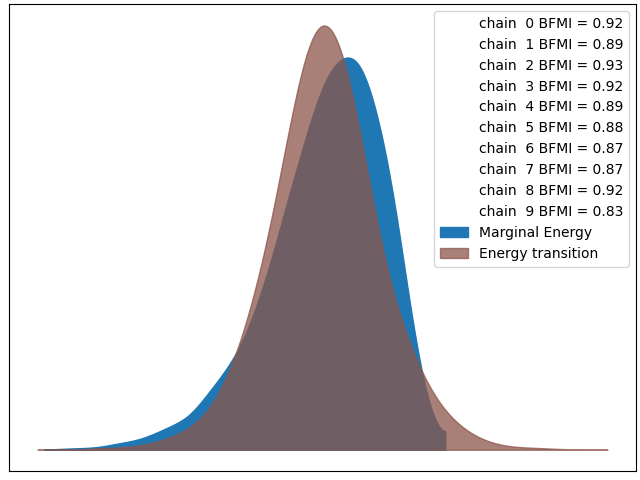 chain  0 BFMI = 0.92
chain  1 BFMI = 0.89
chain  2 BFMI = 0.93
chain  3 BFMI = 0.92
chain  4 BFMI = 0.89
chain  5 BFMI = 0.88
chain  6 BFMI = 0.87
chain  7 BFMI = 0.87
chain  8 BFMI = 0.92
chain  9 BFMI = 0.83
Marginal Energy
Energy transition